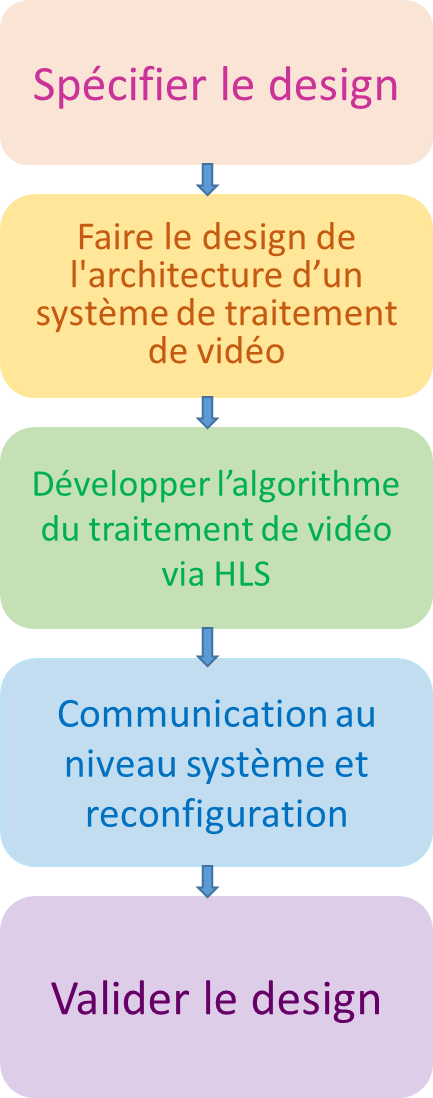 Spécifier le design
Faire le design de
l'architecture d’un
système de traitement
de vidéo
Développer l’algorithme
du traitement de vidéo
via HLS
Communication au
niveau système et
reconfiguration
Valider le design